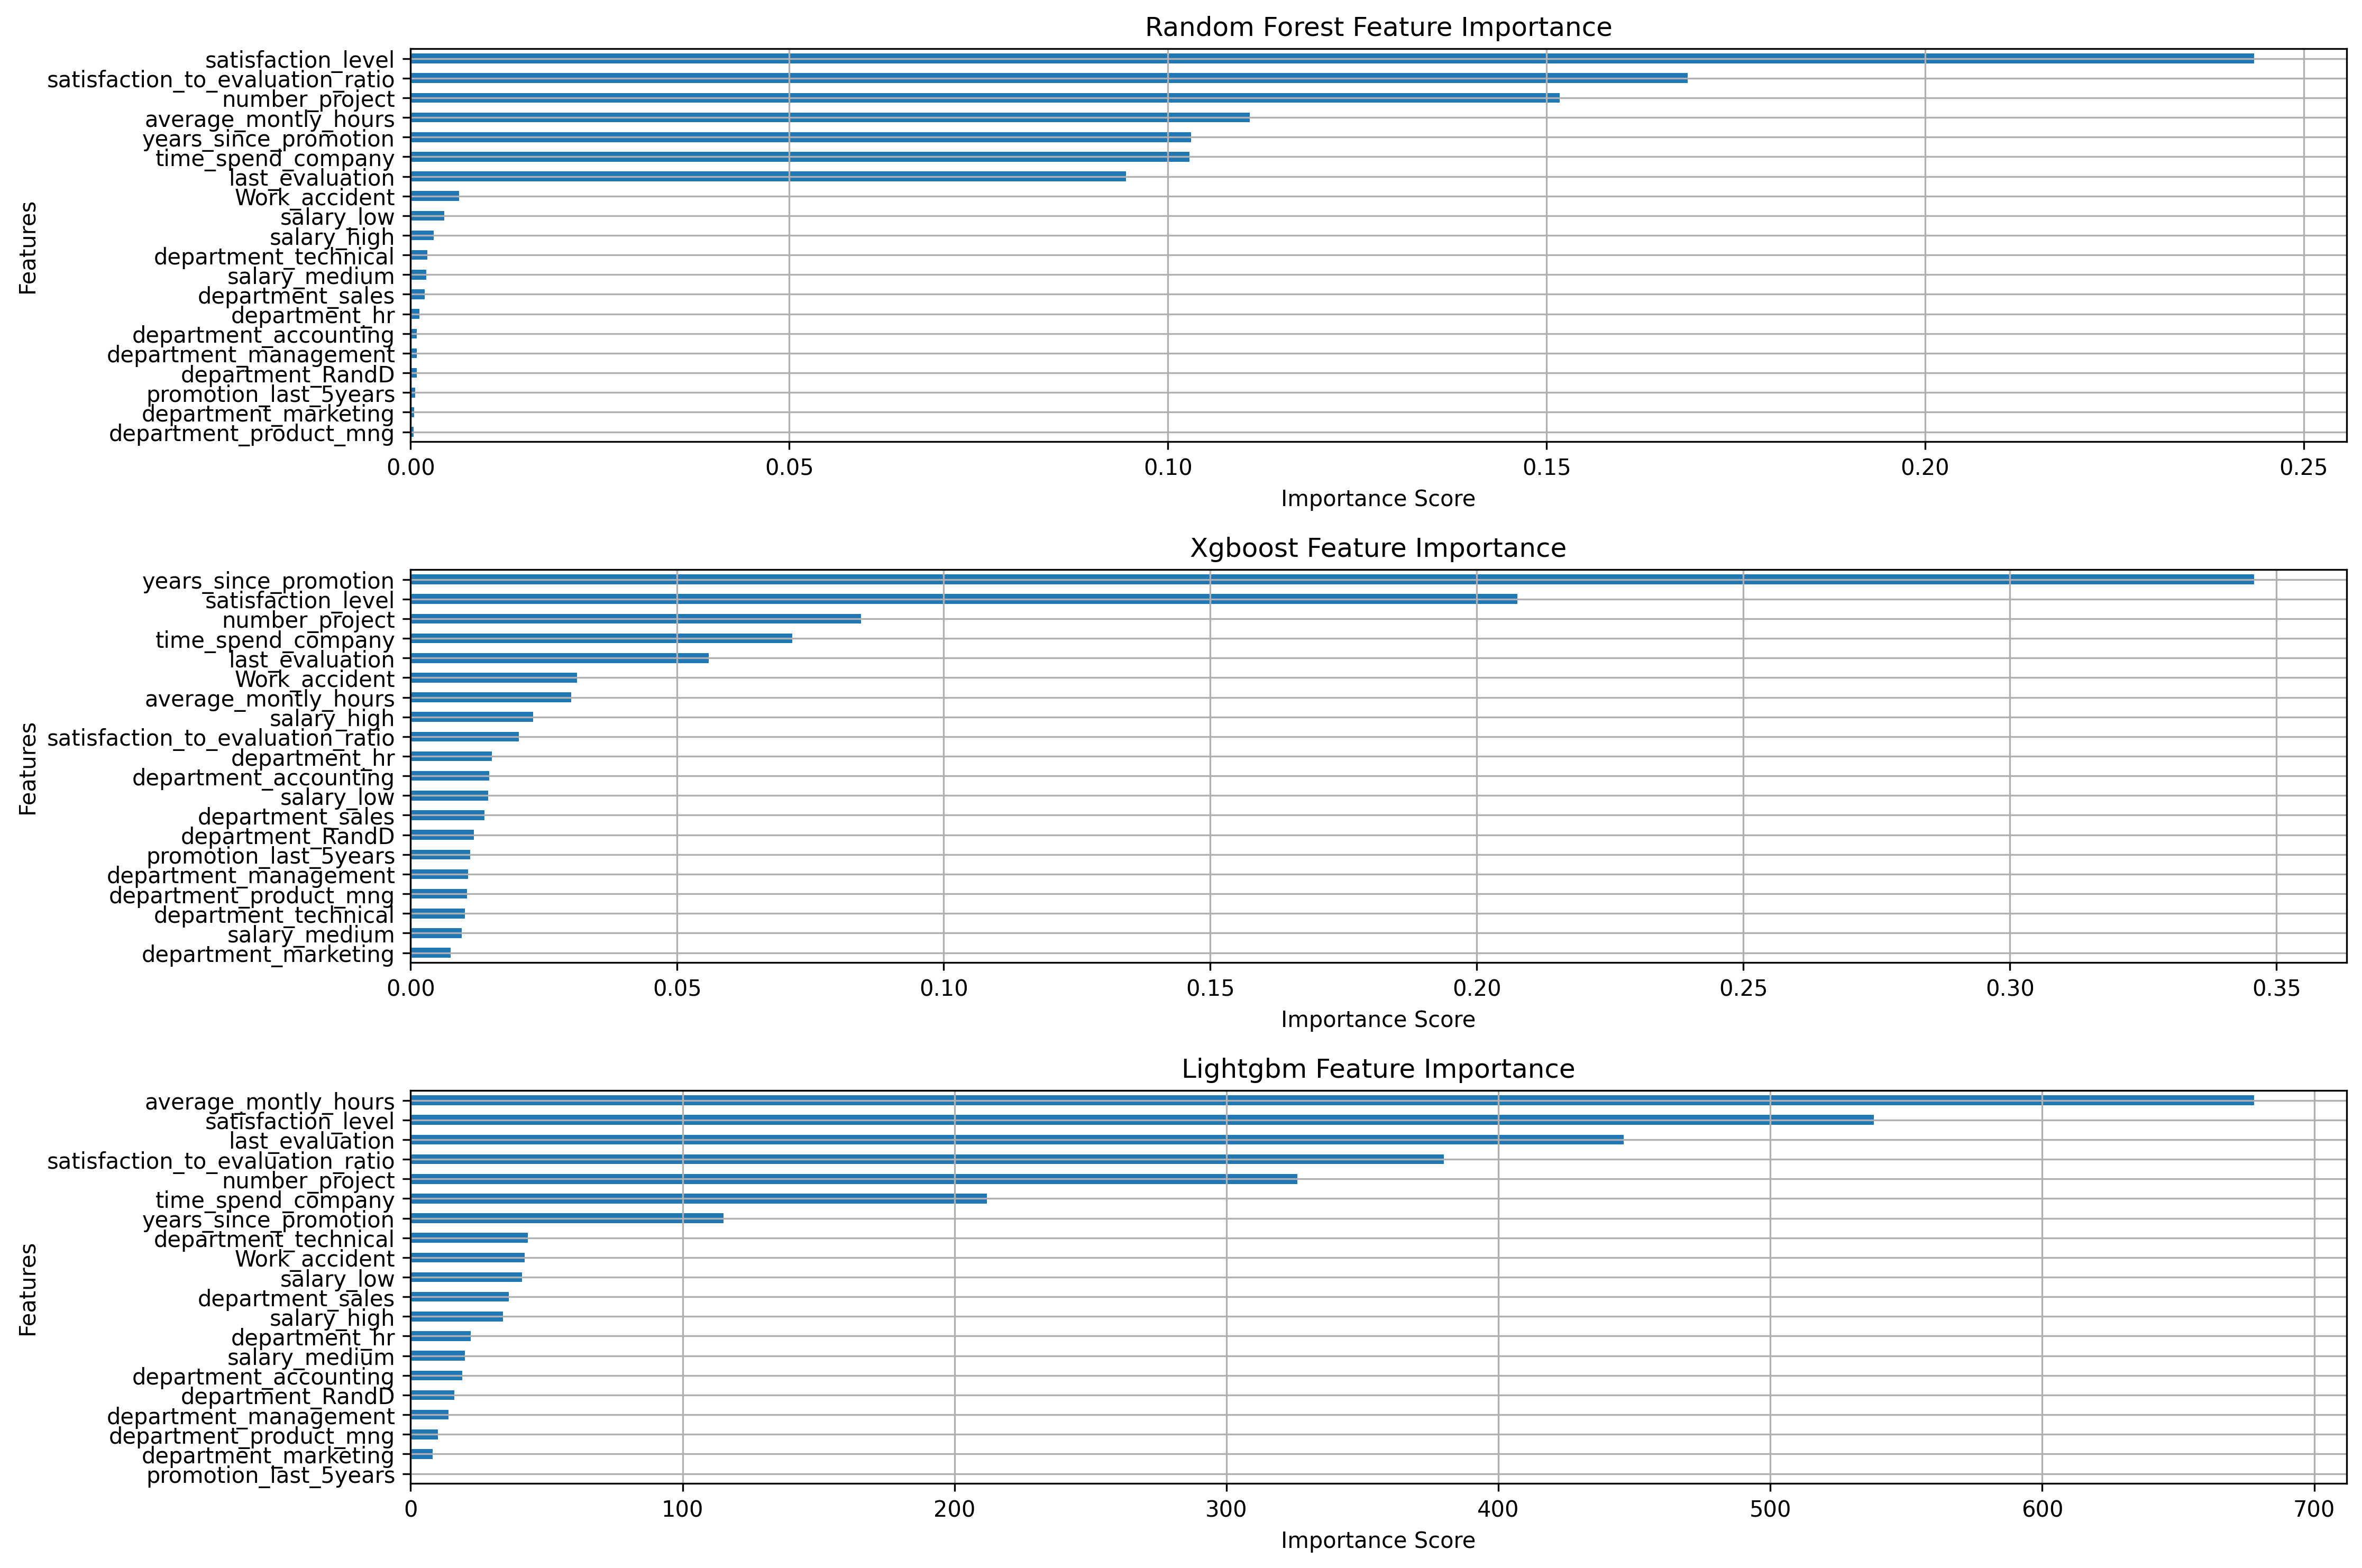 Random Forest Feature Importance
satisfaction_level
satisfaction_to_evaluation_ratio
number_project
average_montly_hours
years_since_promotion
time_spend_company
last_evaluation
Work_accident
salary_low
salary_high
department_technical
salary_medium
department_sales
department_hr
department_accounting
department_management
department_RandD
promotion_last_5years
department_marketing
department_product_mng
Features
0.00 0.05 0.10 0.15 0.20 0.25
Importance Score
Xgboost Feature Importance
years_since_promotion
satisfaction_level
number_project
time_spend_company
last_evaluation
Work_accident
average_montly_hours
salary_high
satisfaction_to_evaluation_ratio
department_hr
department_accounting
salary_low
department_sales
department_RandD
promotion_last_5years
department_management
department_product_mng
department_technical
salary_medium
department_marketing
Features
0.00 0.05 0.10 0.15 0.20 0.25 0.30 0.35
Importance Score
Lightgbm Feature Importance
average_montly_hours
satisfaction_level
last_evaluation
satisfaction_to_evaluation_ratio
number_project
time_spend_company
years_since_promotion
department_technical
Work_accident
salary_low
department_sales
salary_high
department_hr
salary_medium
department_accounting
department_RandD
department_management
department_product_mng
department_marketing
promotion_last_5years
Features
0 100 200 300 400 500 600 700
Importance Score